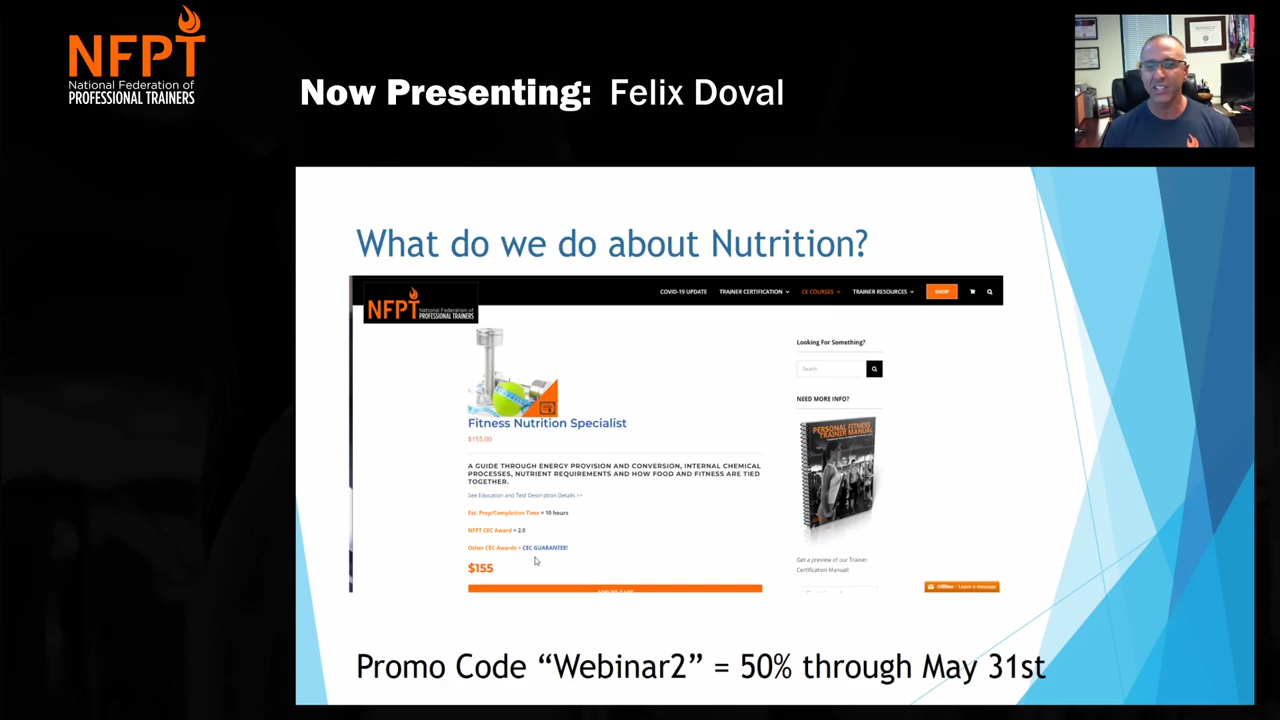 NFPT
National Federation of
PROFESSIONAL TRAINERS
Now Presenting: Felix Doval
What do we do about Nutrition?
NFPT
National Federation of
PROFESSIONAL TRAINERS
COVID-19 UPDATE
TRAINER CERTIFICATION
CE COURSES
TRAINER RESOURCES
SHOP
Fitness Nutrition Specialist
$155.00
A GUIDE THROUGH ENERGY PROVISION AND CONVERSION, INTERNAL CHEMICAL
PROCESSES, NUTRIENT REQUIREMENTS AND HOW FOOD AND FITNESS ARE TIED
TOGETHER.
See Education and Test Description Details >>
Est. Prep/Completion Time = 10 hours
NFPT CEC Award = 2.0
Other CEC Awards = CEC GUARANTEE!
$155
Looking For Something?
Search...
NEED MORE INFO?
PERSONAL FITNESS
TRAINER MANUAL
Get a preview of our Trainer
Certification Manual!
Offline - Leave a message
Promo Code “Webinar2” = 50% through May 31st